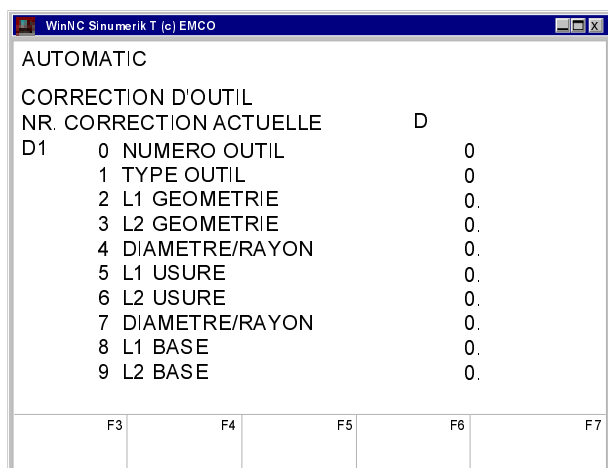 WinNC Sinumerik T (c) EMCO
AUTOMATIC
CORRECTION D'OUTIL
NR. CORRECTION ACTUELLE D
D1 0 NUMERO OUTIL 0
1 TYPE OUTIL 0
2 L1 GEOMETRIE 0.
3 L2 GEOMETRIE 0.
4 DIAMETRE/RAYON 0.
5 L1 USURE 0.
6 L2 USURE 0.
7 DIAMETRE/RAYON 0.
8 L1 BASE 0.
9 L2 BASE 0.
F3 F4 F5 F6 F7